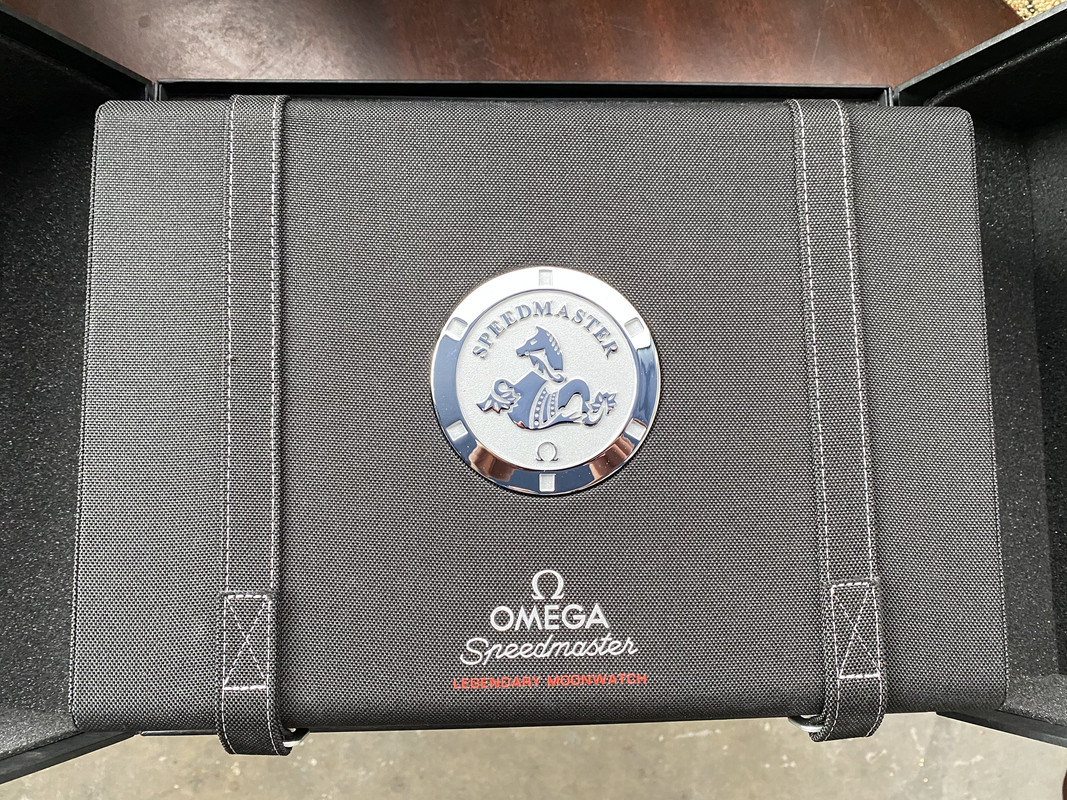 SPEEDMASTER
Ω
Ω
OMEGA
Speedmaster
LEGENDARY MOONWATCH